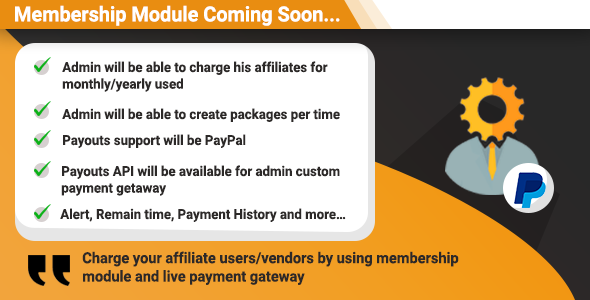 Membership Module Coming Soon...
Admin will be able to charge his affiliates for
monthly/yearly used
Admin will be able to create packages per time
Payouts support will be PayPal
Payouts API will be available for admin custom
payment getaway
Alert, Remain time, Payment History and more...
Charge your affiliate users/vendors by using membership
module and live payment gateway